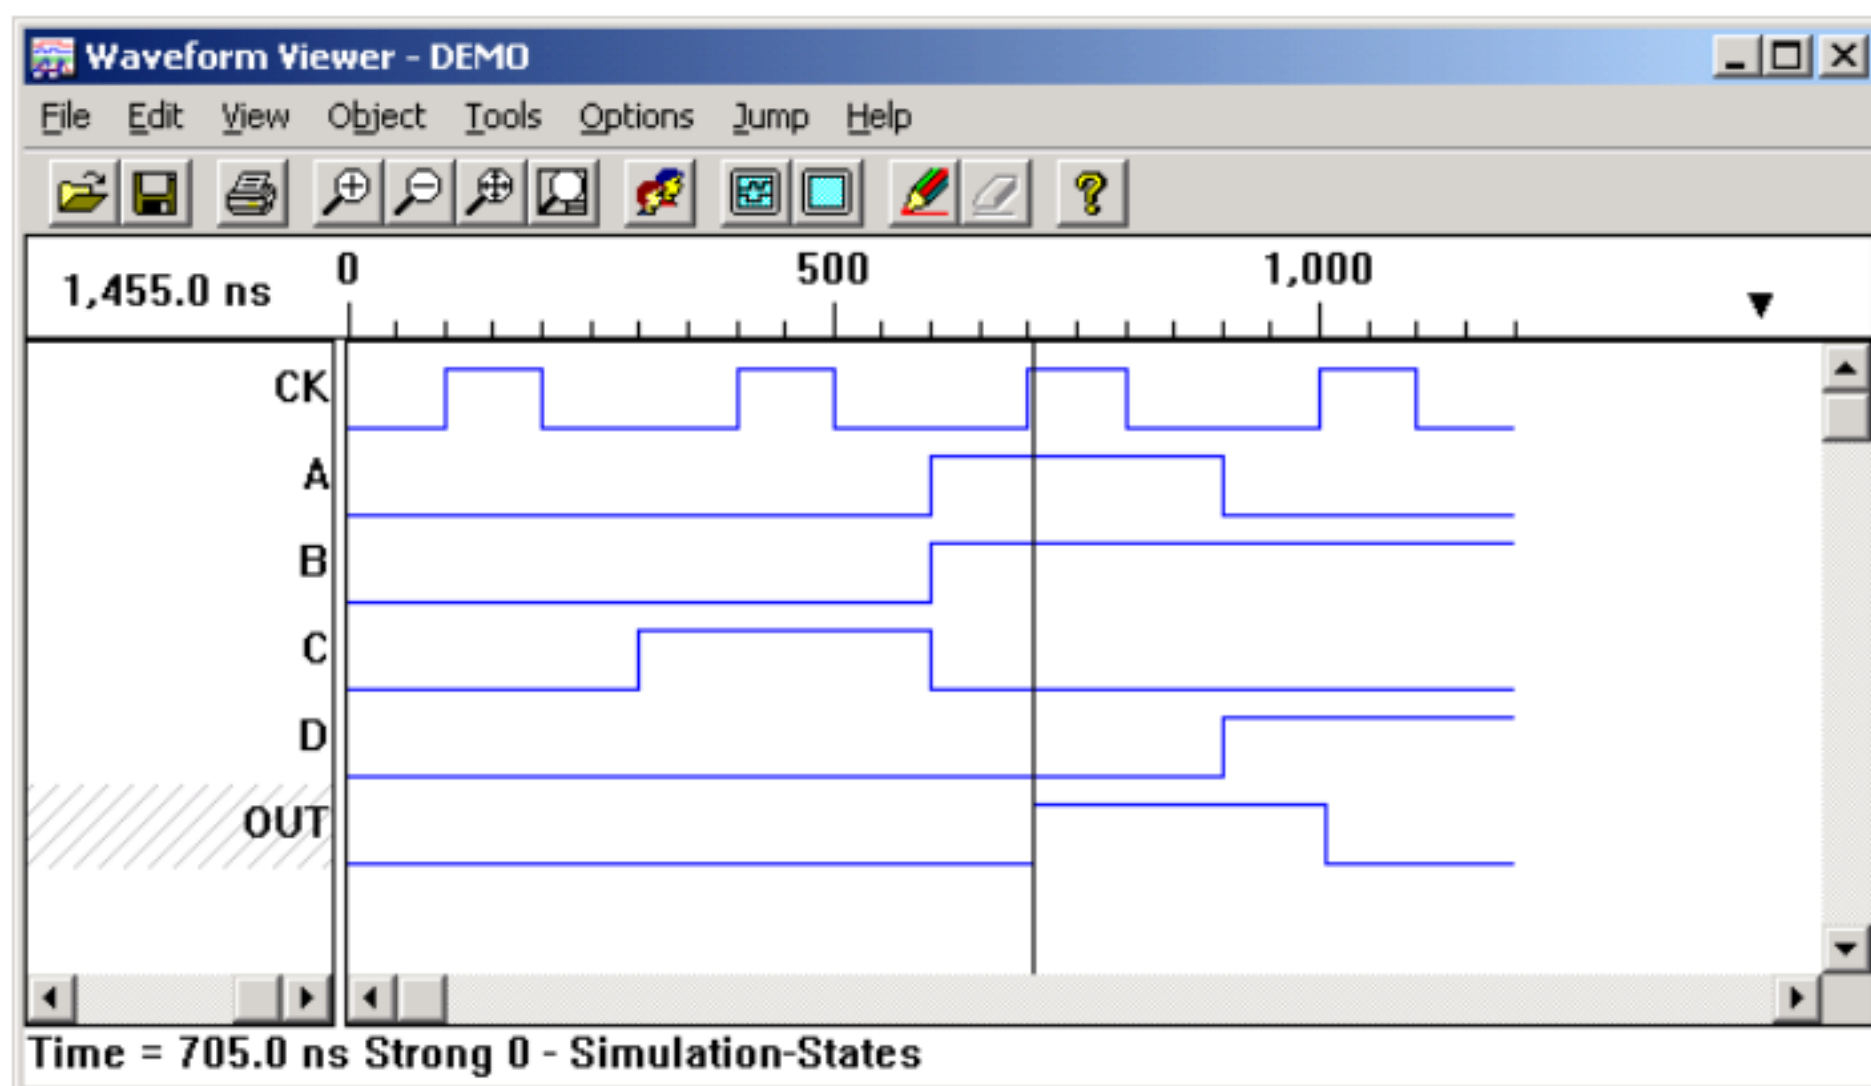 Waveform Viewer - DEMO
File Edit View Object Tools Options Jump Help
1,455.0 ns 0 500 1,000
CK
A
B
C
D
OUT
Time = 705.0 ns Strong 0 - Simulation-States